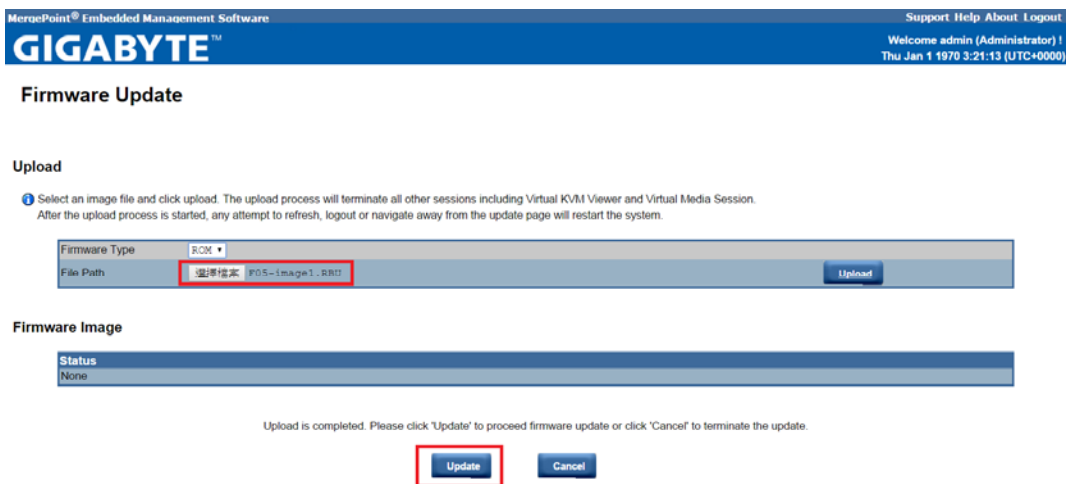 MergePoint® Embedded Management Software
Support Help About Logout
GIGABYTE™
Welcome admin (Administrator) !
Thu Jan 1 1970 3:21:13 (UTC+0000)
Firmware Update
Upload
Select an image file and click upload. The upload process will terminate all other sessions including Virtual KVM Viewer and Virtual Media Session.
After the upload process is started, any attempt to refresh, logout or navigate away from the update page will restart the system.
Firmware Type ROM
File Path 選擇檔案 F05-image1.RBU Upload
Firmware Image
Status
None
Upload is completed. Please click 'Update' to proceed firmware update or click 'Cancel' to terminate the update.
Update Cancel